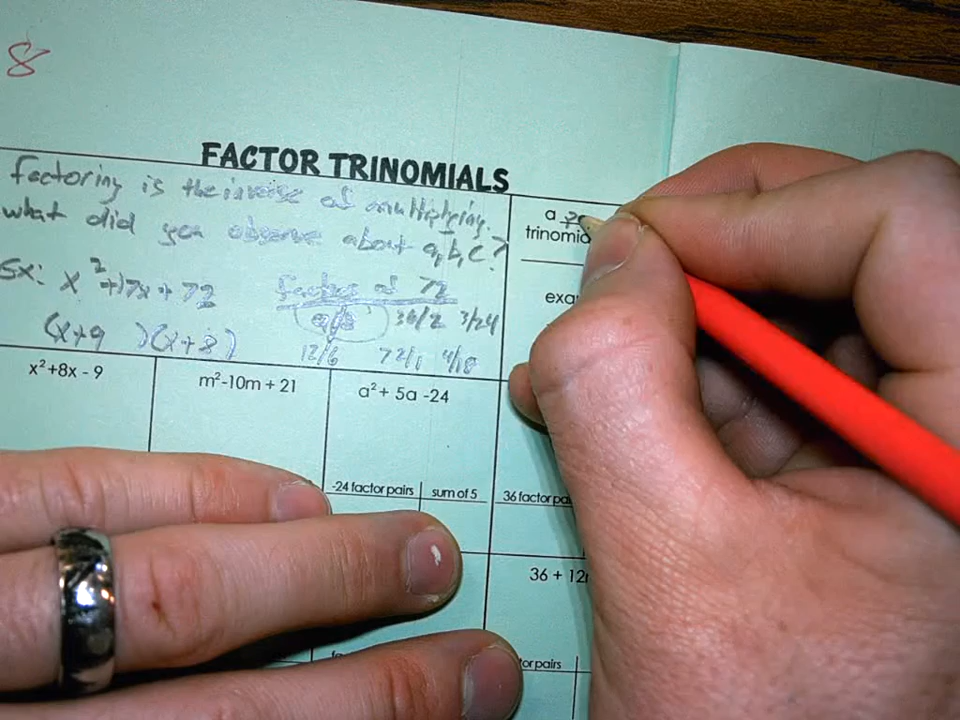 8
FACTOR TRINOMIALS
Factoring is the inverse of multiplying.
what did you observe about a, b, c?
Ex: x²+17x+72
Factors of 72
9/8 36/2 3/24
(x+9 )(x+8)
12/6 72/1 4/18
a
trinomia
exa
x²+8x - 9
m²-10m + 21
a²+ 5a -24
-24 factor pairs
sum of 5
36 factor pa
36 + 12
tor pairs